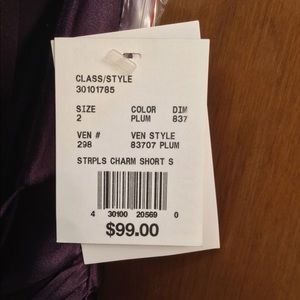 CLASS/STYLE
30101785
SIZE COLOR DIM
2 PLUM 837
VEN # VEN STYLE
298 83707 PLUM
STRPLS CHARM SHORT S
4 30100 20569 0
$99.00